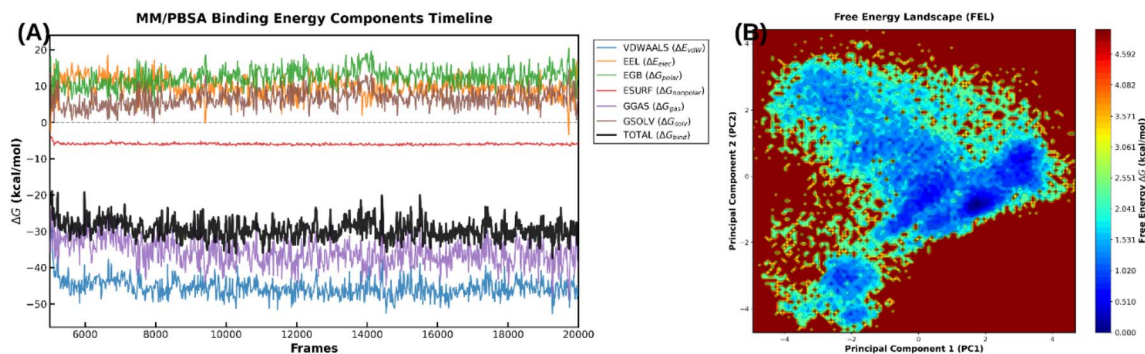 (A)
MM/PBSA Binding Energy Components Timeline
20
10
0
−10
−20
−30
−40
−50
ΔG (kcal/mol)
6000 8000 10000 12000 14000 16000 18000 20000
Frames
VDWAALS (ΔE_vdW)
EEL (ΔE_elec)
EGB (ΔG_polar)
ESURF (ΔG_nonpolar)
GGAS (ΔG_gas)
GSOLV (ΔG_solv)
TOTAL (ΔG_bind)
(B)
Free Energy Landscape (FEL)
4
2
0
−2
−4
Principal Component 2 (PC2)
−4 −2 0 2 4
Principal Component 1 (PC1)
4.592
4.082
3.571
3.061
2.551
2.041
1.531
1.020
0.510
0.000
Free Energy ΔG (kcal/mol)